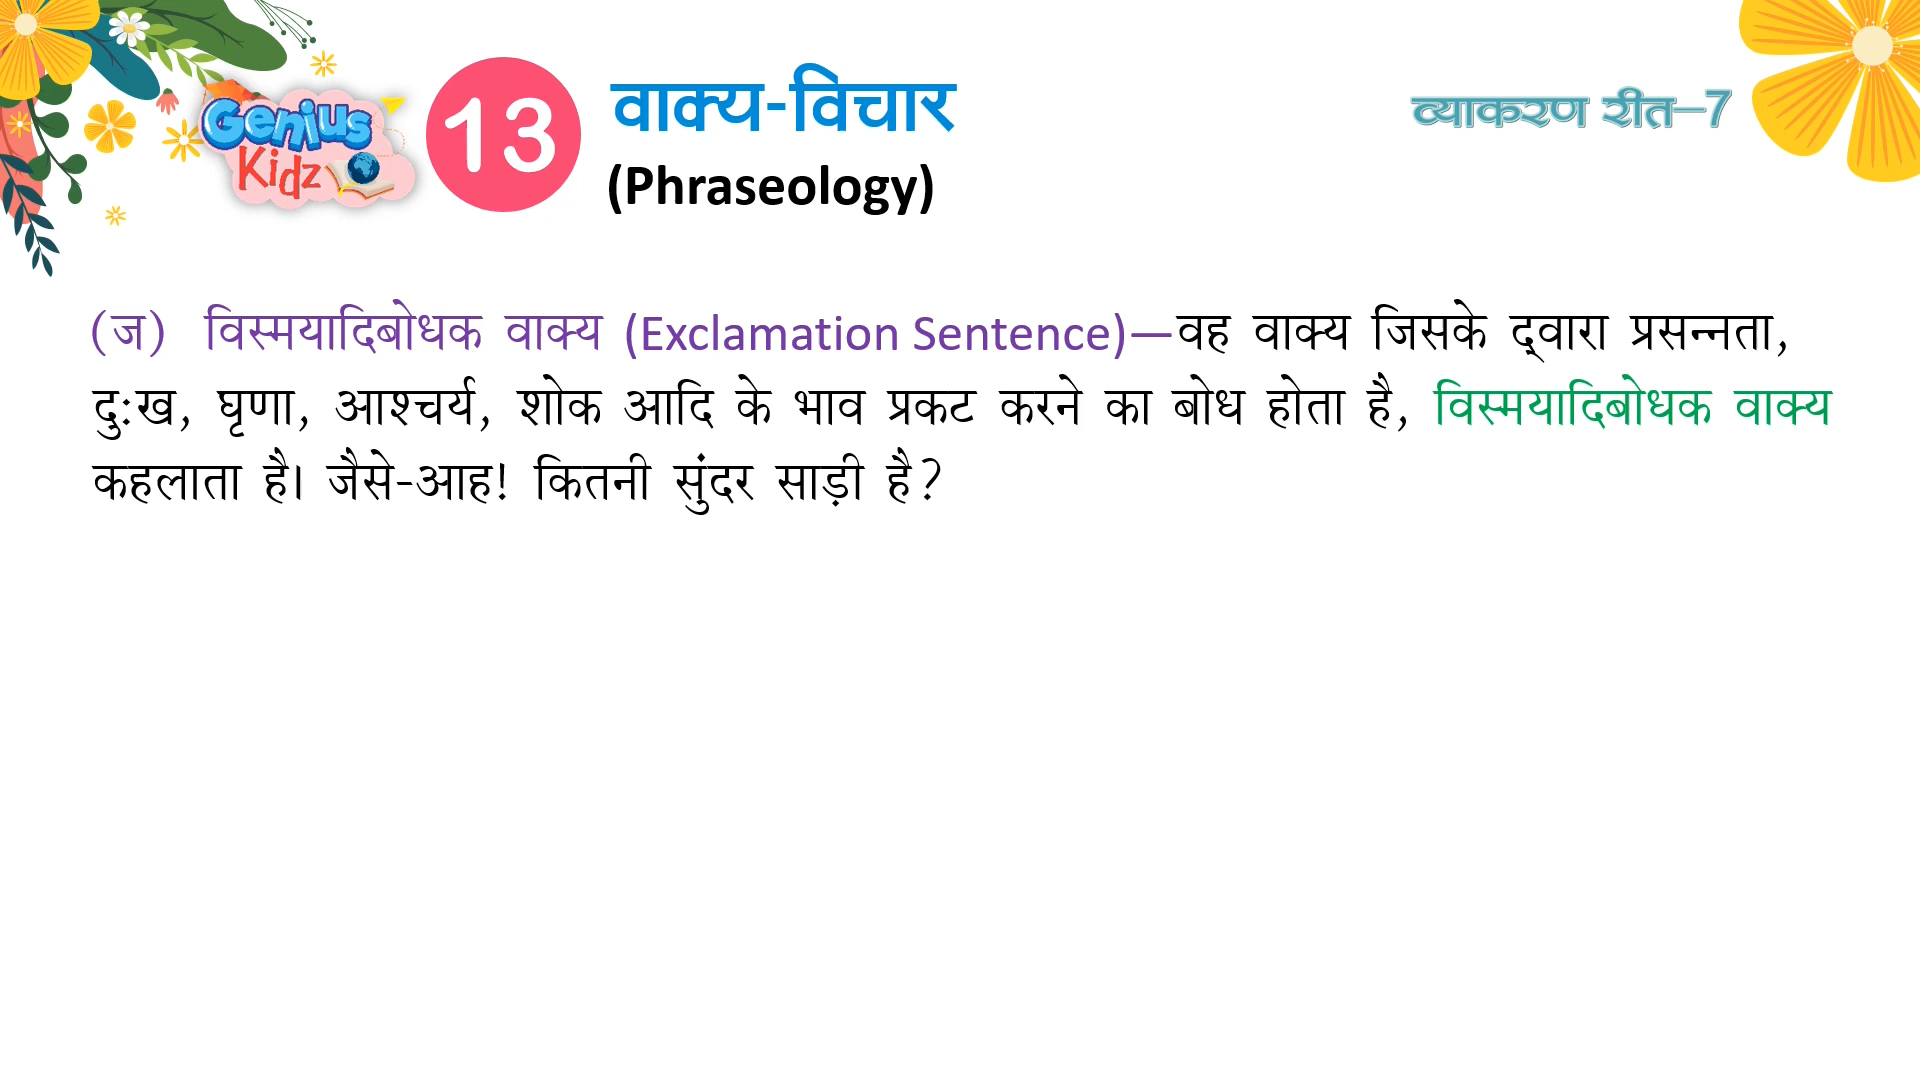 Genius
Kidz
13
वाक्य-विचार
(Phraseology)
व्याकरण रीत–7
(ज) विस्मयादिबोधक वाक्य (Exclamation Sentence)—वह वाक्य जिसके द्‌वारा प्रसन्नता,
दुःख, घृणा, आश्चर्य, शोक आदि के भाव प्रकट करने का बोध होता है, विस्मयादिबोधक वाक्य
कहलाता है। जैसे-आह! कितनी सुंदर साड़ी है?